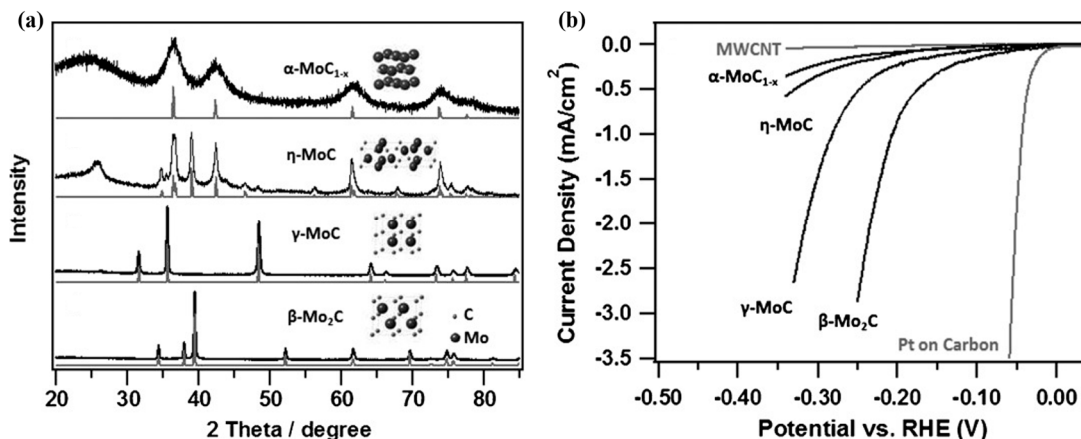 (a)
α-MoC1-x
η-MoC
γ-MoC
β-Mo2C
C
Mo
Intensity
20 30 40 50 60 70 80
2 Theta / degree
(b)
0.0
-0.5
-1.0
-1.5
-2.0
-2.5
-3.0
-3.5
Current Density (mA/cm²)
MWCNT
α-MoC1-x
η-MoC
γ-MoC
β-Mo2C
Pt on Carbon
-0.50 -0.40 -0.30 -0.20 -0.10 0.00
Potential vs. RHE (V)